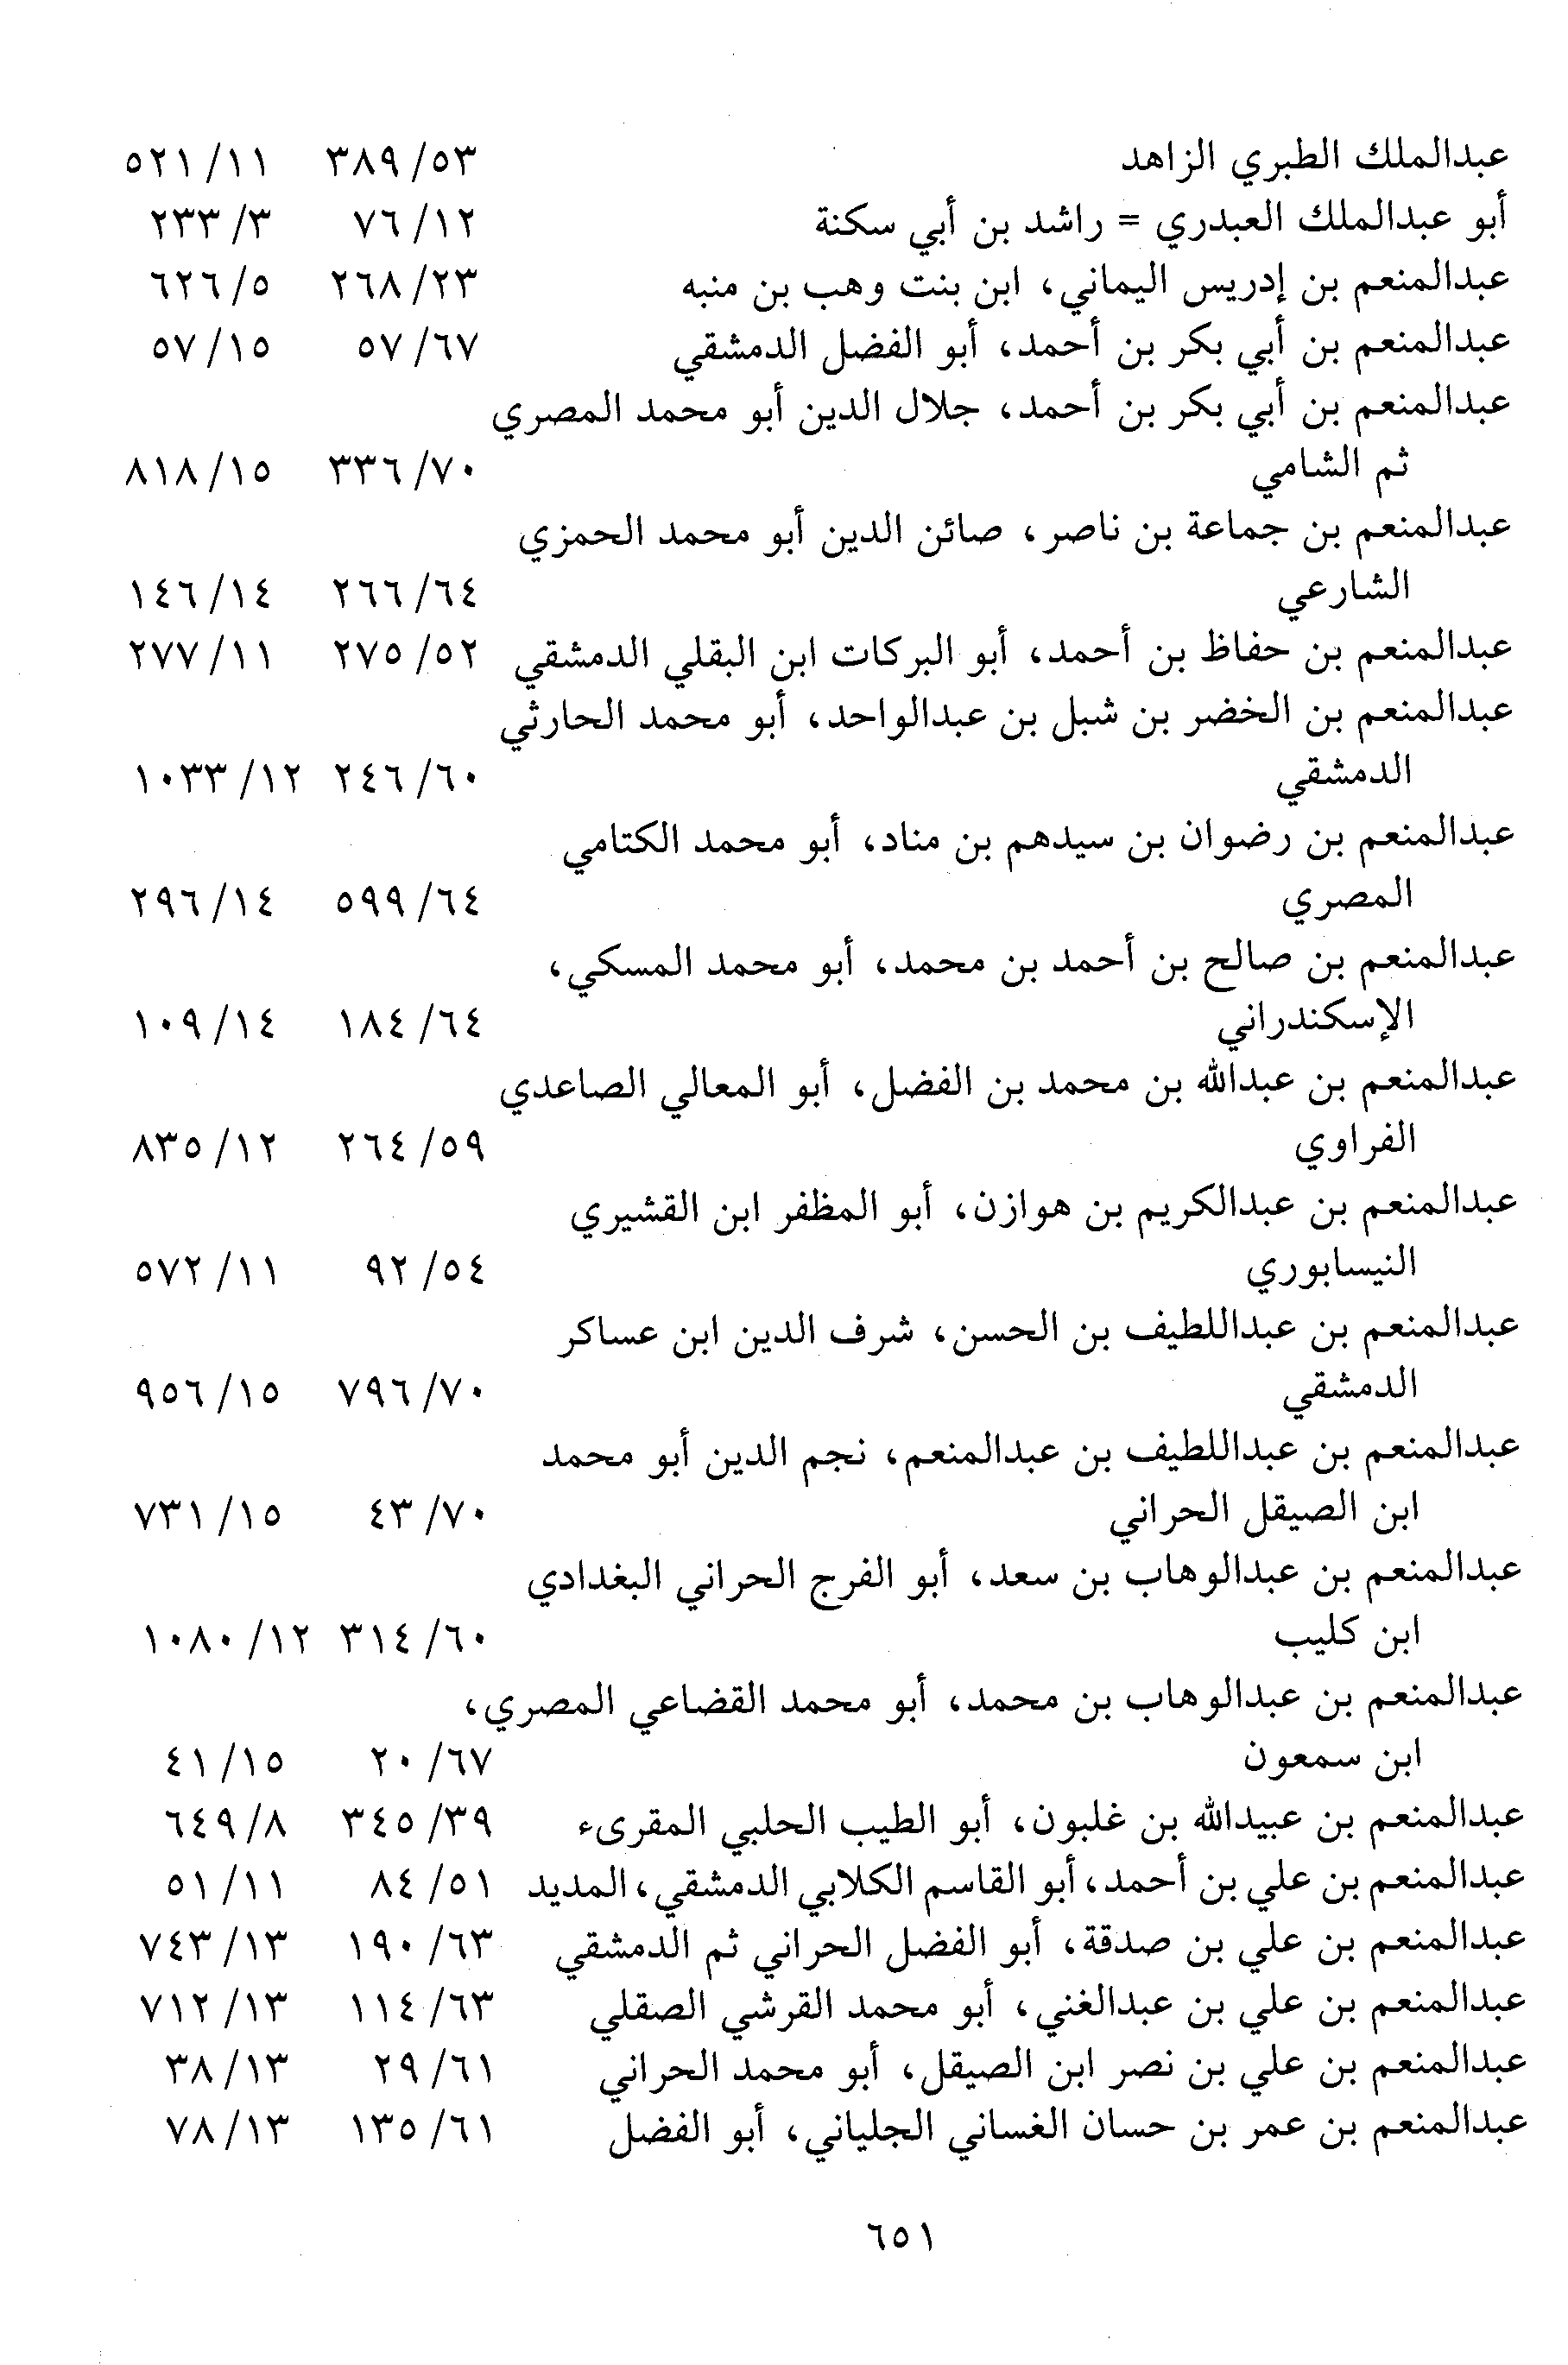 عبدالملك الطبري الزاهد ٥٣/ ٣٨٩ ١١/ ٥٢١
أبو عبدالملك العبدري = راشد بن أبي سكنة ١٢/ ٧٦ ٣/ ٢٣٣
عبدالمنعم بن إدريس اليماني، ابن بنت وهب بن منبه ٢٣/ ٢٦٨ ٥/ ٦٢٦
عبدالمنعم بن أبي بكر بن أحمد، أبو الفضل الدمشقي ٦٧/ ٥٧ ١٥/ ٥٧
عبدالمنعم بن أبي بكر بن أحمد، جلال الدين أبو محمد المصري
ثم الشامي ٧٠/ ٣٣٦ ١٥/ ٨١٨
عبدالمنعم بن جماعة بن ناصر، صائن الدين أبو محمد الحمزي
الشارعي ٦٤/ ٢٦٦ ١٤/ ١٤٦
عبدالمنعم بن حفاظ بن أحمد، أبو البركات ابن البقلي الدمشقي ٥٢/ ٢٧٥ ١١/ ٢٧٧
عبدالمنعم بن الخضر بن شبل بن عبدالواحد، أبو محمد الحارثي
الدمشقي ٦٠/ ٢٤٦ ١٢/ ١٠٣٣
عبدالمنعم بن رضوان بن سيدهم بن مناد، أبو محمد الكتامي
المصري ٦٤/ ٥٩٩ ١٤/ ٢٩٦
عبدالمنعم بن صالح بن أحمد بن محمد، أبو محمد المسكي،
الإسكندراني ٦٤/ ١٨٤ ١٤/ ١٠٩
عبدالمنعم بن عبدالله بن محمد بن الفضل، أبو المعالي الصاعدي
الفراوي ٥٩/ ٢٦٤ ١٢/ ٨٣٥
عبدالمنعم بن عبدالكريم بن هوازن، أبو المظفر ابن القشيري
النيسابوري ٥٤/ ٩٢ ١١/ ٥٧٢
عبدالمنعم بن عبداللطيف بن الحسن، شرف الدين ابن عساكر
الدمشقي ٧٠/ ٧٩٦ ١٥/ ٩٥٦
عبدالمنعم بن عبداللطيف بن عبدالمنعم، نجم الدين أبو محمد
ابن الصيقل الحراني ٧٠/ ٤٣ ١٥/ ٧٣١
عبدالمنعم بن عبدالوهاب بن سعد، أبو الفرج الحراني البغدادي
ابن كليب ٦٠/ ٣١٤ ١٢/ ١٠٨٠
عبدالمنعم بن عبدالوهاب بن محمد، أبو محمد القضاعي المصري،
ابن سمعون ٦٧/ ٢٠ ١٥/ ٤١
عبدالمنعم بن عبيدالله بن غلبون، أبو الطيب الحلبي المقرىء ٣٩/ ٣٤٥ ٨/ ٦٤٩
عبدالمنعم بن علي بن أحمد، أبو القاسم الكلابي الدمشقي، المديد ٥١/ ٨٤ ١١/ ٥١
عبدالمنعم بن علي بن صدقة، أبو الفضل الحراني ثم الدمشقي ٦٣/ ١٩٠ ١٣/ ٧٤٣
عبدالمنعم بن علي بن عبدالغني، أبو محمد القرشي الصقلي ٦٣/ ١١٤ ١٣/ ٧١٢
عبدالمنعم بن علي بن نصر ابن الصيقل، أبو محمد الحراني ٦١/ ٢٩ ١٣/ ٣٨
عبدالمنعم بن عمر بن حسان الغساني الجلياني، أبو الفضل ٦١/ ١٣٥ ١٣/ ٧٨
٦٥١